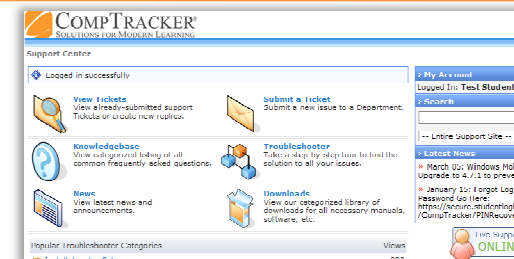 COMPTRACKER®
SOLUTIONS FOR MODERN LEARNING
Support Center
Logged in successfully
View Tickets
View already-submitted support
Tickets or create new replies.
Submit a Ticket
Submit a new issue to a Department.
Knowledgebase
View categorized listing of all
common frequently asked questions.
Troubleshooter
Take a step by step tour to find the
solution to all your issues.
News
View latest news and
announcements.
Downloads
View our categorized library of
downloads for all necessary manuals,
software, etc.
Popular Troubleshooter Categories
Views
» My Account
Logged In: Test Student
» Search
-- Entire Support Site --
» Latest News
» March 05: Windows Mo
Upgrade to 4.7.1 to preve
» January 15: Forgot Log
Password Go Here:
https://secure.studentlog
/CompTracker/PINRecove
Live Supp
ONLIN